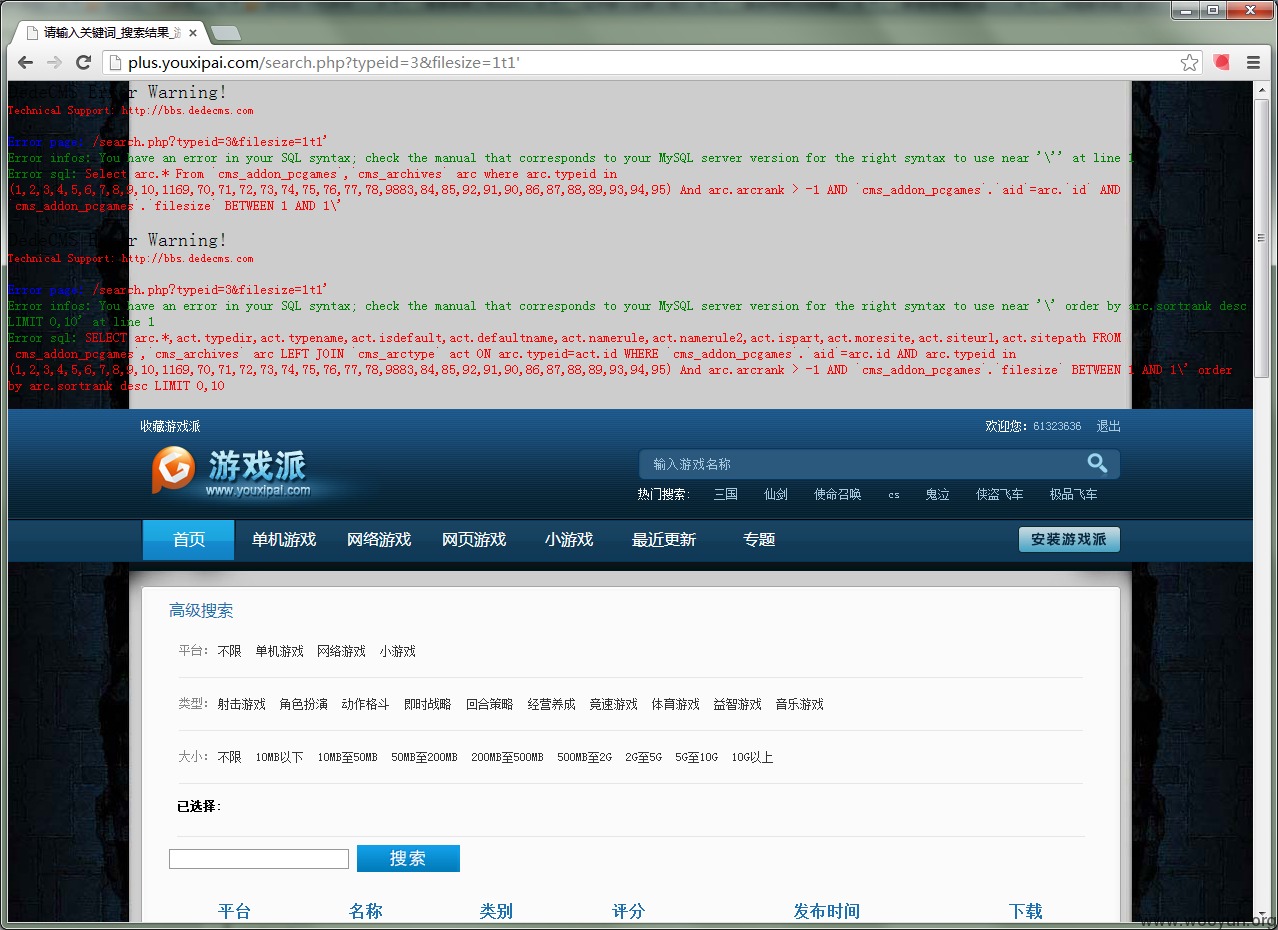 请输入关键词_搜索结果_游
plus.youxipai.com/search.php?typeid=3&filesize=1t1'
DedeCMS Error Warning!
Technical Support: http://bbs.dedecms.com
Error page: /search.php?typeid=3&filesize=1t1'
Error infos: You have an error in your SQL syntax; check the manual that corresponds to your MySQL server version for the right syntax to use near '\'' at line 1
Error sql: Select arc.* From `cms_addon_pcgames`,`cms_archives` arc where arc.typeid in
(1,2,3,4,5,6,7,8,9,10,1169,70,71,72,73,74,75,76,77,78,9883,84,85,92,91,90,86,87,88,89,93,94,95) And arc.arcrank > -1 AND `cms_addon_pcgames`.`aid`=arc.`id` AND
`cms_addon_pcgames`.`filesize` BETWEEN 1 AND 1\'
DedeCMS Error Warning!
Technical Support: http://bbs.dedecms.com
Error page: /search.php?typeid=3&filesize=1t1'
Error infos: You have an error in your SQL syntax; check the manual that corresponds to your MySQL server version for the right syntax to use near '\' order by arc.sortrank desc
LIMIT 0,10' at line 1
Error sql: SELECT arc.*,act.typedir,act.typename,act.isdefault,act.defaultname,act.namerule,act.namerule2,act.ispart,act.moresite,act.siteurl,act.sitepath FROM
`cms_addon_pcgames`,`cms_archives` arc LEFT JOIN `cms_arctype` act ON arc.typeid=act.id WHERE `cms_addon_pcgames`.`aid`=arc.id AND arc.typeid in
(1,2,3,4,5,6,7,8,9,10,1169,70,71,72,73,74,75,76,77,78,9883,84,85,92,91,90,86,87,88,89,93,94,95) And arc.arcrank > -1 AND `cms_addon_pcgames`.`filesize` BETWEEN 1 AND 1\' order
by arc.sortrank desc LIMIT 0,10
收藏游戏派 欢迎您: 61323636 退出
游戏派
www.youxipai.com
输入游戏名称
热门搜索: 三国 仙剑 使命召唤 cs 鬼泣 侠盗飞车 极品飞车
首页 单机游戏 网络游戏 网页游戏 小游戏 最近更新 专题 安装游戏派
高级搜索
平台: 不限 单机游戏 网络游戏 小游戏
类型: 射击游戏 角色扮演 动作格斗 即时战略 回合策略 经营养成 竞速游戏 体育游戏 益智游戏 音乐游戏
大小: 不限 10MB以下 10MB至50MB 50MB至200MB 200MB至500MB 500MB至2G 2G至5G 5G至10G 10G以上
已选择:
搜索
平台 名称 类别 评分 发布时间 下载
www.wooyun.org